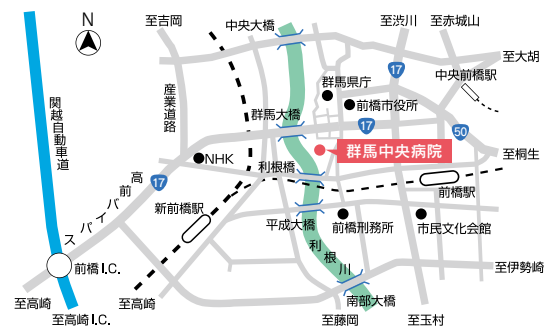 N
至吉岡
中央大橋
至渋川
至赤城山
至大胡
17
中央前橋駅
関越自動車道
産業道路
群馬県庁
前橋市役所
群馬大橋
17
50
NHK
群馬中央病院
至桐生
利根橋
高前バイパス
17
新前橋駅
前橋駅
平成大橋
前橋刑務所
市民文化会館
利根川
前橋I.C.
至伊勢崎
至高崎
至高崎
南部大橋
至高崎I.C.
至藤岡
至玉村